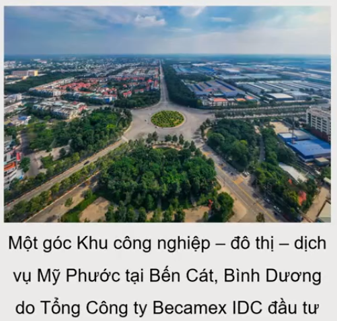 Một góc Khu công nghiệp – đô thị – dịch
vụ Mỹ Phước tại Bến Cát, Bình Dương
do Tổng Công ty Becamex IDC đầu tư